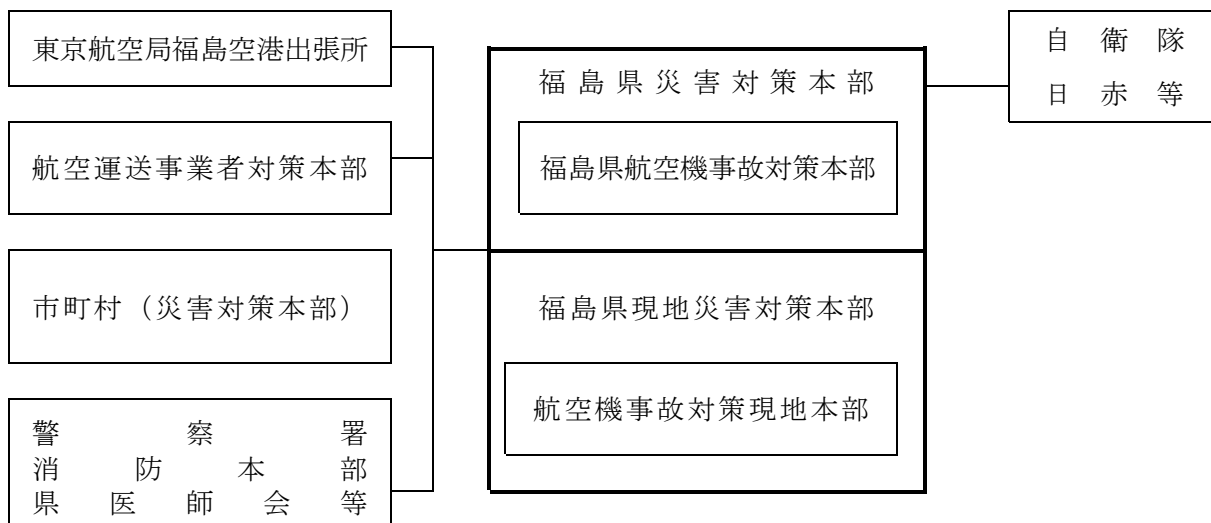 東京航空局福島空港出張所
航空運送事業者対策本部
市町村（災害対策本部）
警察署
消防本部
県医師会等
福島県災害対策本部
福島県航空機事故対策本部
福島県現地災害対策本部
航空機事故対策現地本部
自衛隊
日赤等